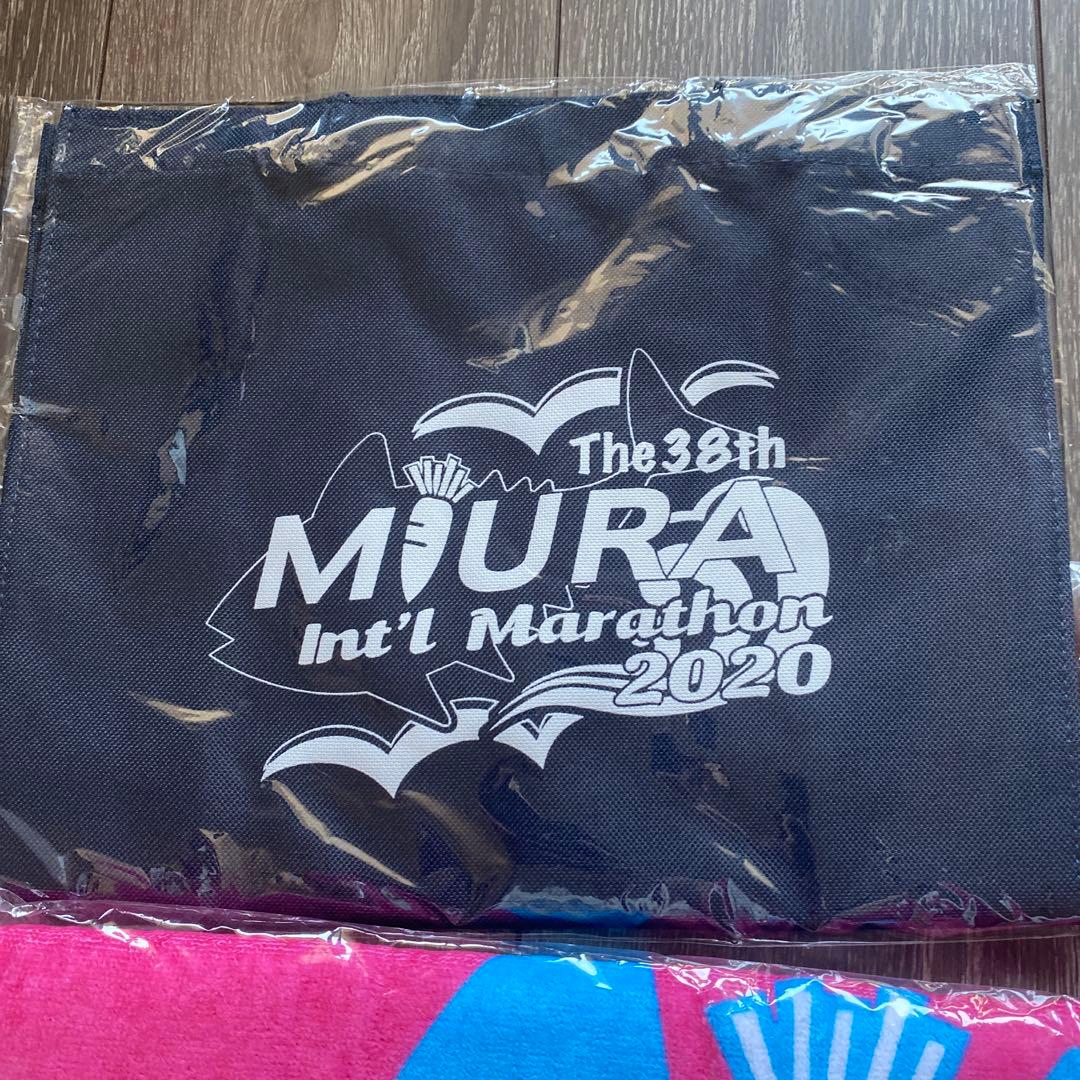 The 38th
MIURA
Int'l Marathon
2020